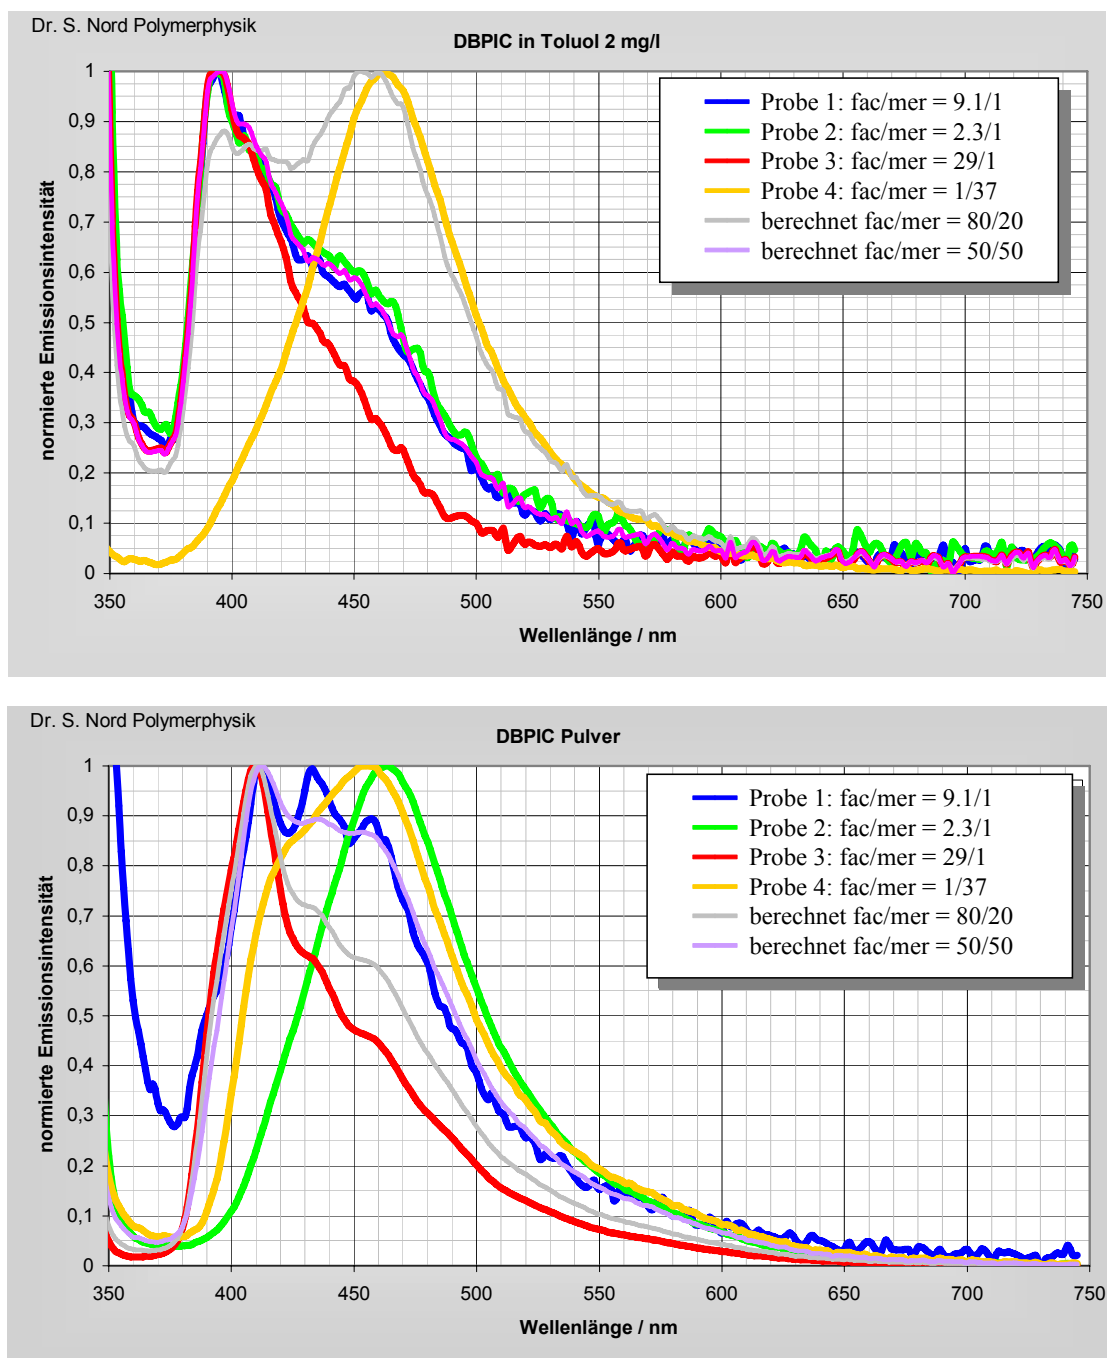 Dr. S. Nord Polymerphysik
DBPIC in Toluol 2 mg/l
normierte Emissionsintensität
1
0,9
0,8
0,7
0,6
0,5
0,4
0,3
0,2
0,1
0
Probe 1: fac/mer = 9.1/1
Probe 2: fac/mer = 2.3/1
Probe 3: fac/mer = 29/1
Probe 4: fac/mer = 1/37
berechnet fac/mer = 80/20
berechnet fac/mer = 50/50
350 400 450 500 550 600 650 700 750
Wellenlänge / nm
Dr. S. Nord Polymerphysik
DBPIC Pulver
normierte Emissionsintensität
1
0,9
0,8
0,7
0,6
0,5
0,4
0,3
0,2
0,1
0
Probe 1: fac/mer = 9.1/1
Probe 2: fac/mer = 2.3/1
Probe 3: fac/mer = 29/1
Probe 4: fac/mer = 1/37
berechnet fac/mer = 80/20
berechnet fac/mer = 50/50
350 400 450 500 550 600 650 700 750
Wellenlänge / nm